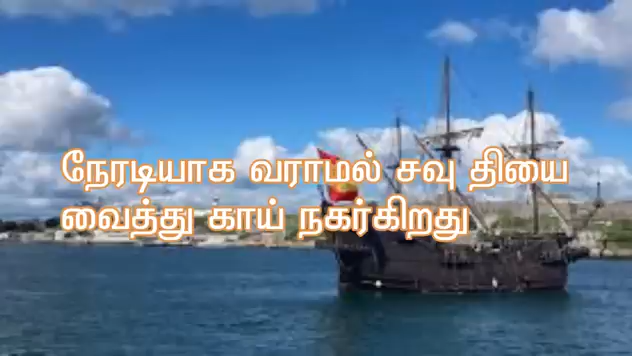 நேரடியாக வராமல் சவு தியை
வைத்து காய் நகர்கிறது